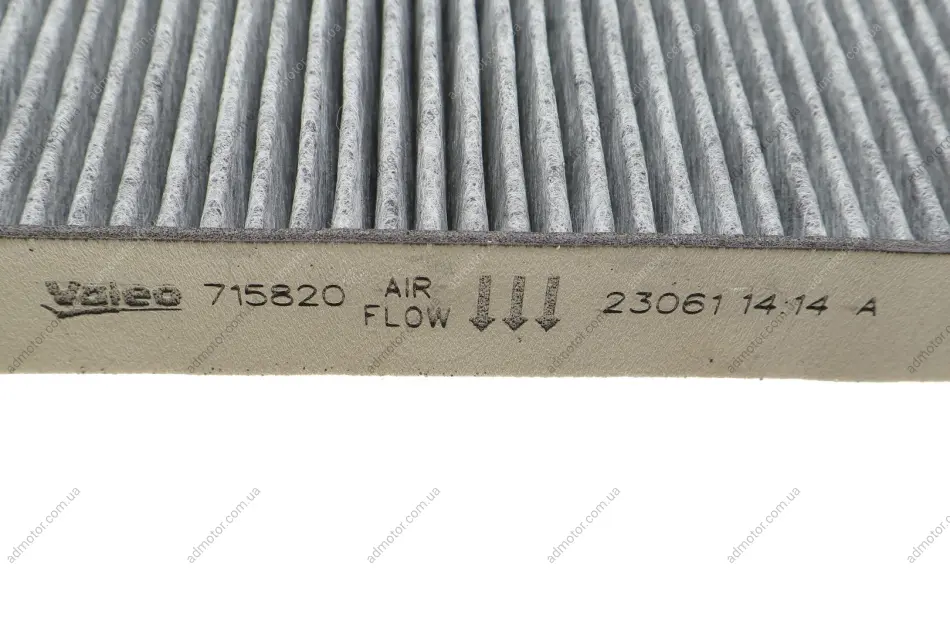 Valeo 715820 AIR FLOW 23061 14:14 A
admotor.com.ua